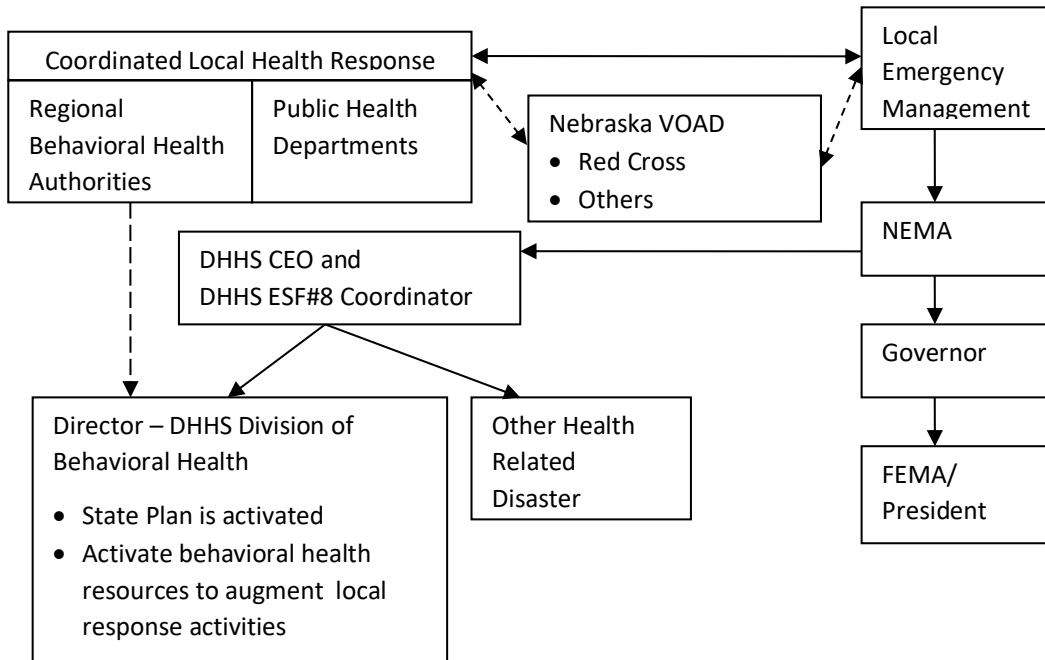 Coordinated Local Health Response
Regional
Behavioral Health
Authorities
Public Health
Departments
Nebraska VOAD
• Red Cross
• Others
Local
Emergency
Management
NEMA
DHHS CEO and
DHHS ESF#8 Coordinator
Governor
Director – DHHS Division of
Behavioral Health
• State Plan is activated
• Activate behavioral health
resources to augment local
response activities
Other Health
Related
Disaster
FEMA/
President